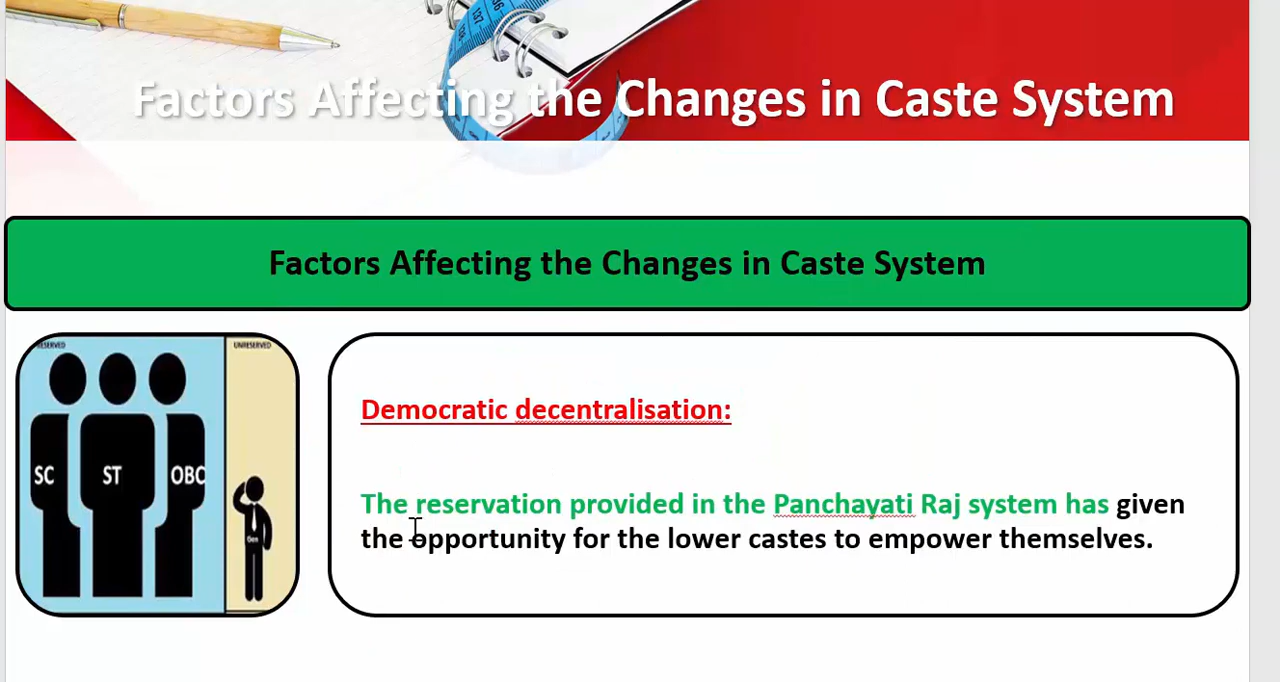 Factors Affecting the Changes in Caste System
Factors Affecting the Changes in Caste System
UNRESERVED
SC ST OBC
Gen
Democratic decentralisation:
The reservation provided in the Panchayati Raj system has given
the opportunity for the lower castes to empower themselves.